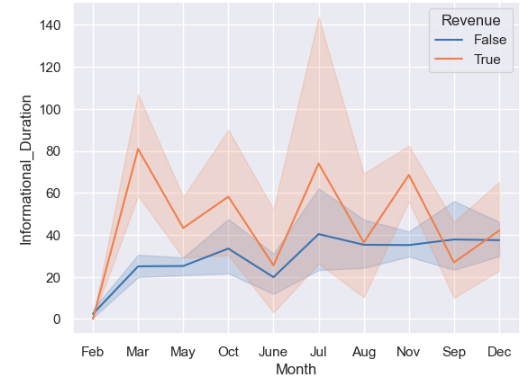 Revenue
False
True
140
120
100
80
60
40
20
0
Informational_Duration
Feb Mar May Oct June Jul Aug Nov Sep Dec
Month